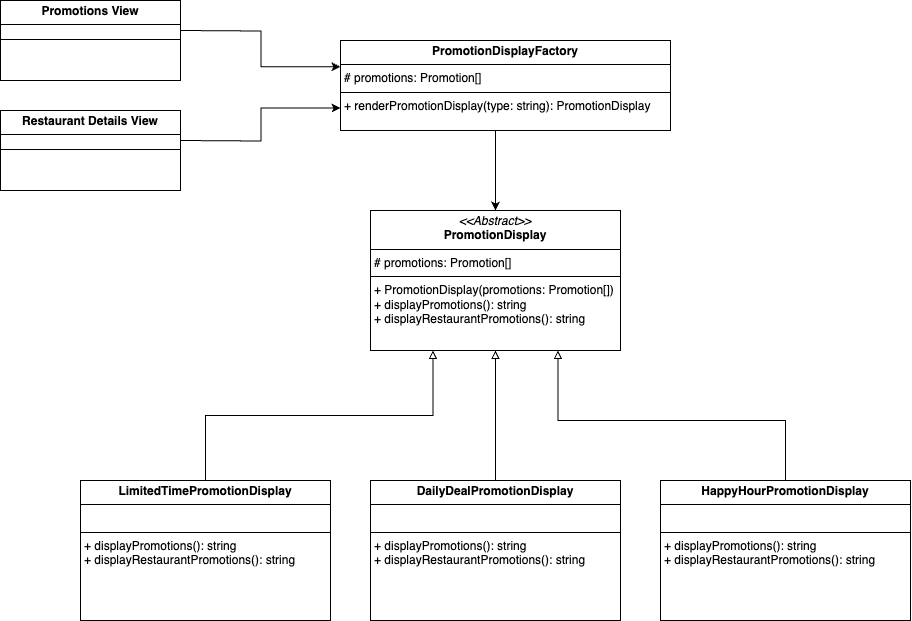 Promotions View
Restaurant Details View
PromotionDisplayFactory
# promotions: Promotion[]
+ renderPromotionDisplay(type: string): PromotionDisplay
<<Abstract>>
PromotionDisplay
# promotions: Promotion[]
+ PromotionDisplay(promotions: Promotion[])
+ displayPromotions(): string
+ displayRestaurantPromotions(): string
LimitedTimePromotionDisplay
+ displayPromotions(): string
+ displayRestaurantPromotions(): string
DailyDealPromotionDisplay
+ displayPromotions(): string
+ displayRestaurantPromotions(): string
HappyHourPromotionDisplay
+ displayPromotions(): string
+ displayRestaurantPromotions(): string